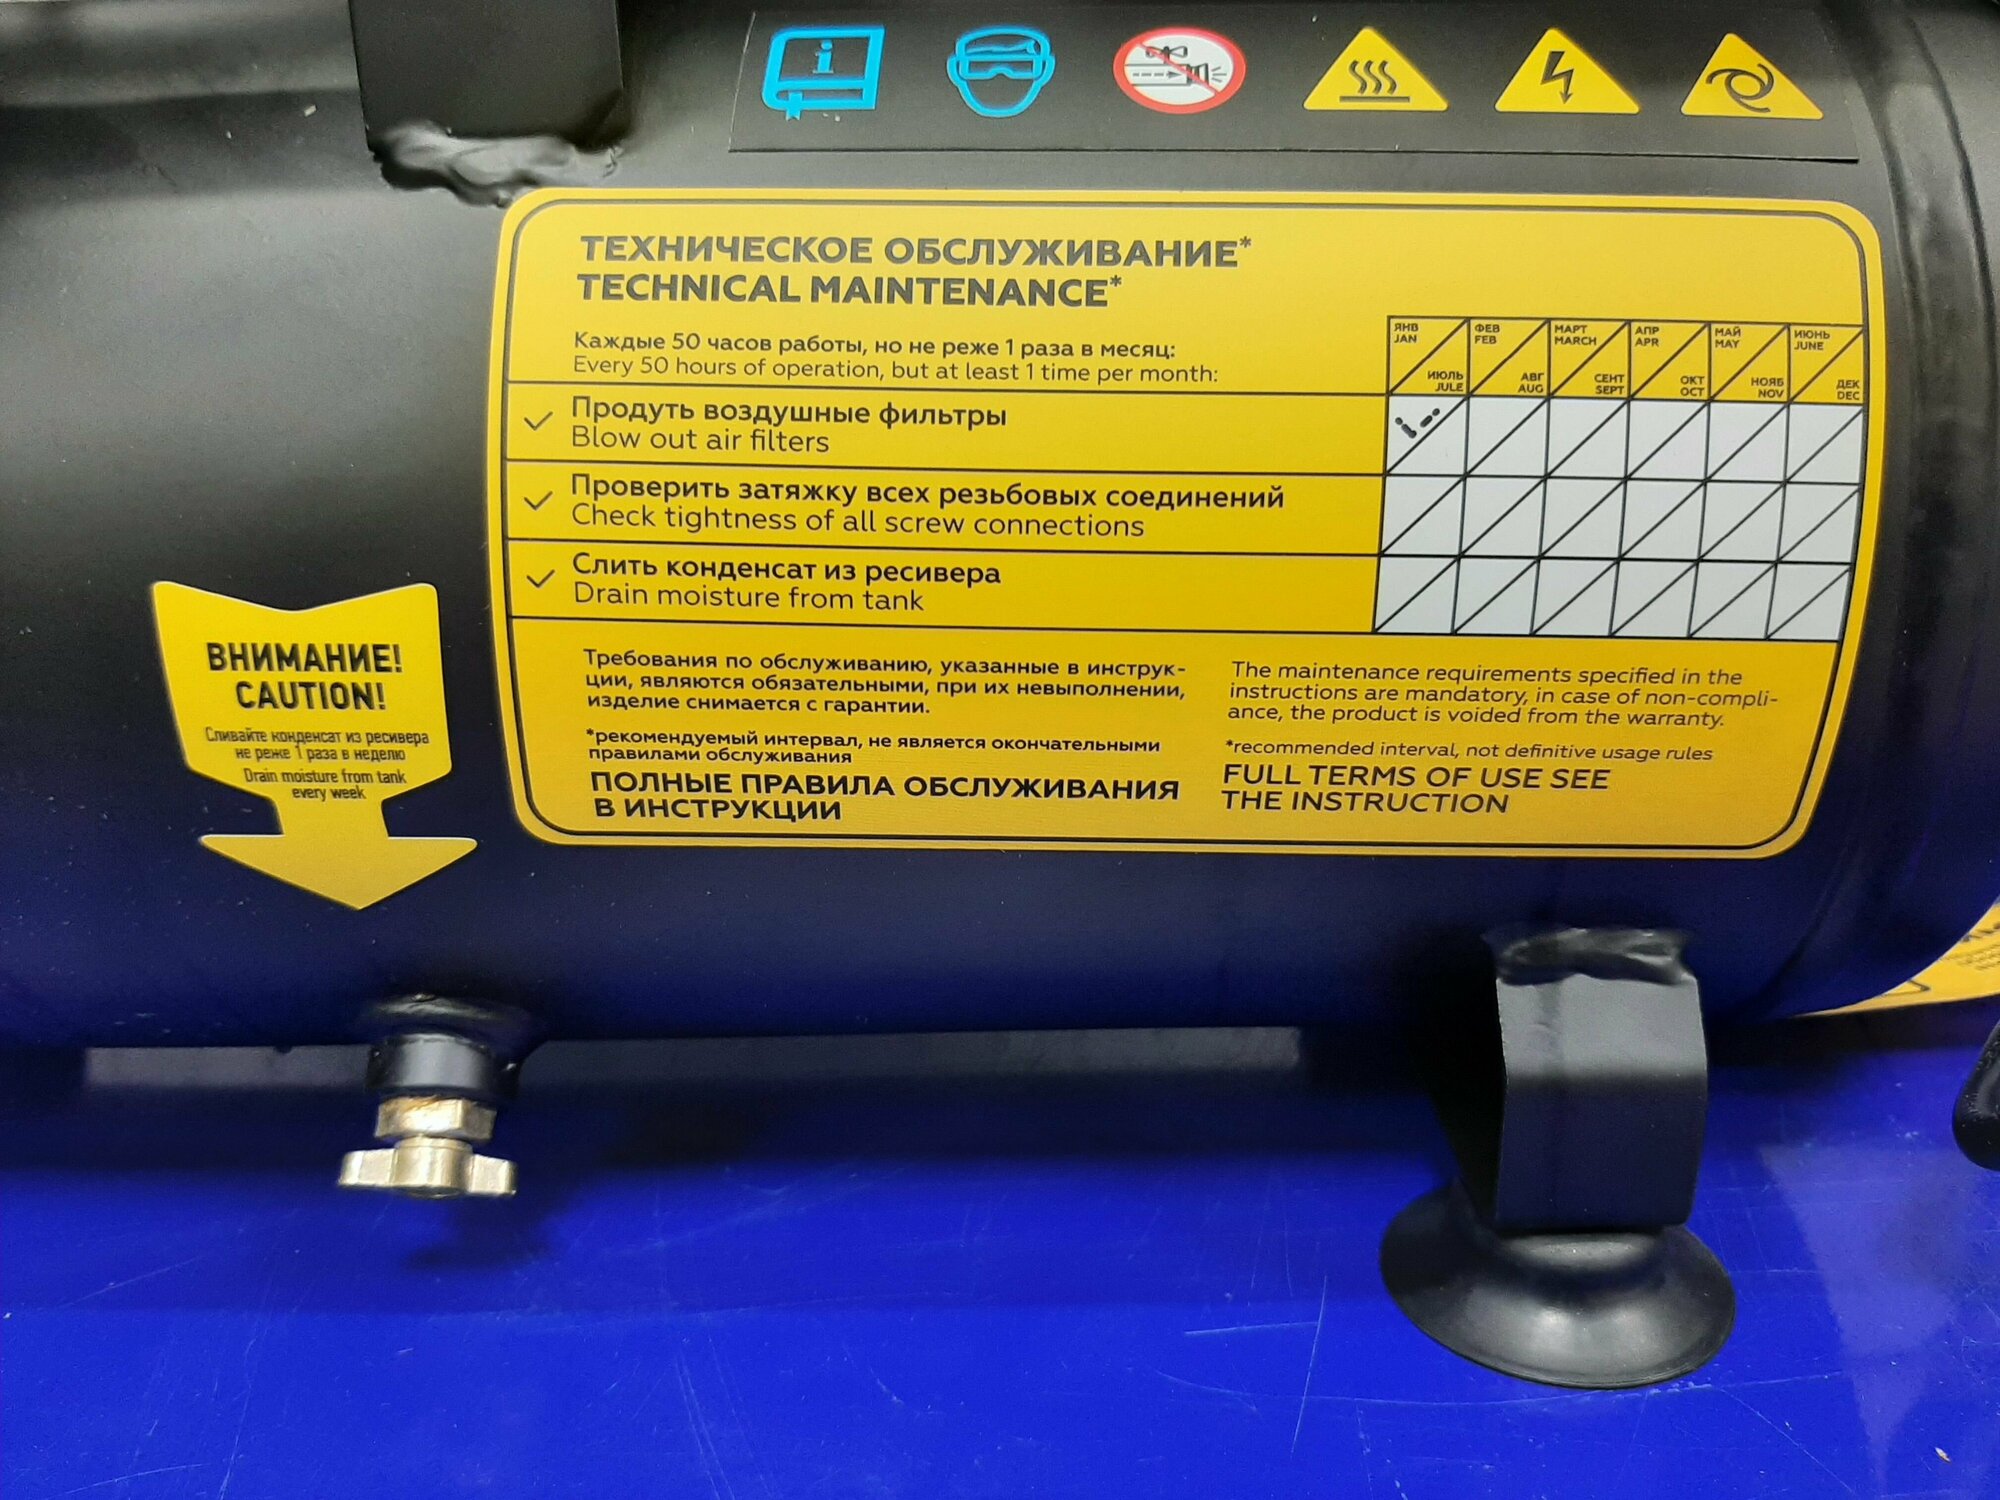 ТЕХНИЧЕСКОЕ ОБСЛУЖИВАНИЕ*
TECHNICAL MAINTENANCE*
Каждые 50 часов работы, но не реже 1 раза в месяц:
Every 50 hours of operation, but at least 1 time per month:
ЯНВ
JAN
ИЮЛЬ
JULE
ФЕВ
FEB
АВГ
AUG
МАРТ
MARCH
СЕНТ
SEPT
АПР
APR
ОКТ
OCT
МАЙ
MAY
НОЯБ
NOV
ИЮНЬ
JUNE
ДЕК
DEC
Продуть воздушные фильтры
Blow out air filters
Проверить затяжку всех резьбовых соединений
Check tightness of all screw connections
Слить конденсат из ресивера
Drain moisture from tank
Требования по обслуживанию, указанные в инструк-
ции, являются обязательными, при их невыполнении,
изделие снимается с гарантии.
*рекомендуемый интервал, не является окончательными
правилами обслуживания
ПОЛНЫЕ ПРАВИЛА ОБСЛУЖИВАНИЯ
В ИНСТРУКЦИИ
The maintenance requirements specified in the
instructions are mandatory, in case of non-compli-
ance, the product is voided from the warranty.
*recommended interval, not definitive usage rules
FULL TERMS OF USE SEE
THE INSTRUCTION
ВНИМАНИЕ!
CAUTION!
Сливайте конденсат из ресивера
не реже 1 раза в неделю
Drain moisture from tank
every week